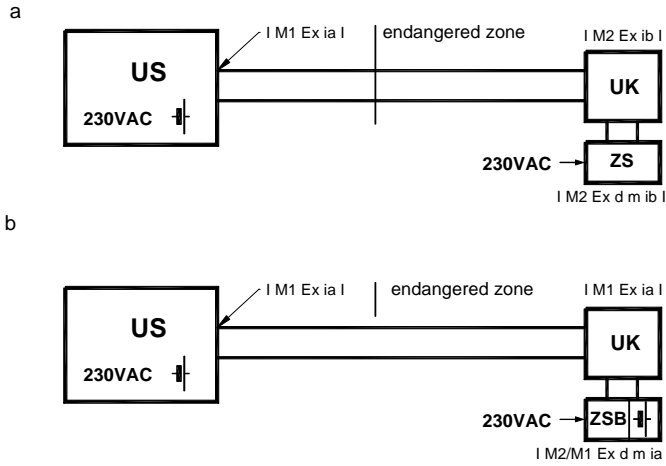 a
I M1 Ex ia I
endangered zone
I M2 Ex ib I
US
230VAC
UK
230VAC
ZS
I M2 Ex d m ib I
b
I M1 Ex ia I
endangered zone
I M1 Ex ia I
US
230VAC
UK
230VAC
ZSB
I M2/M1 Ex d m ia